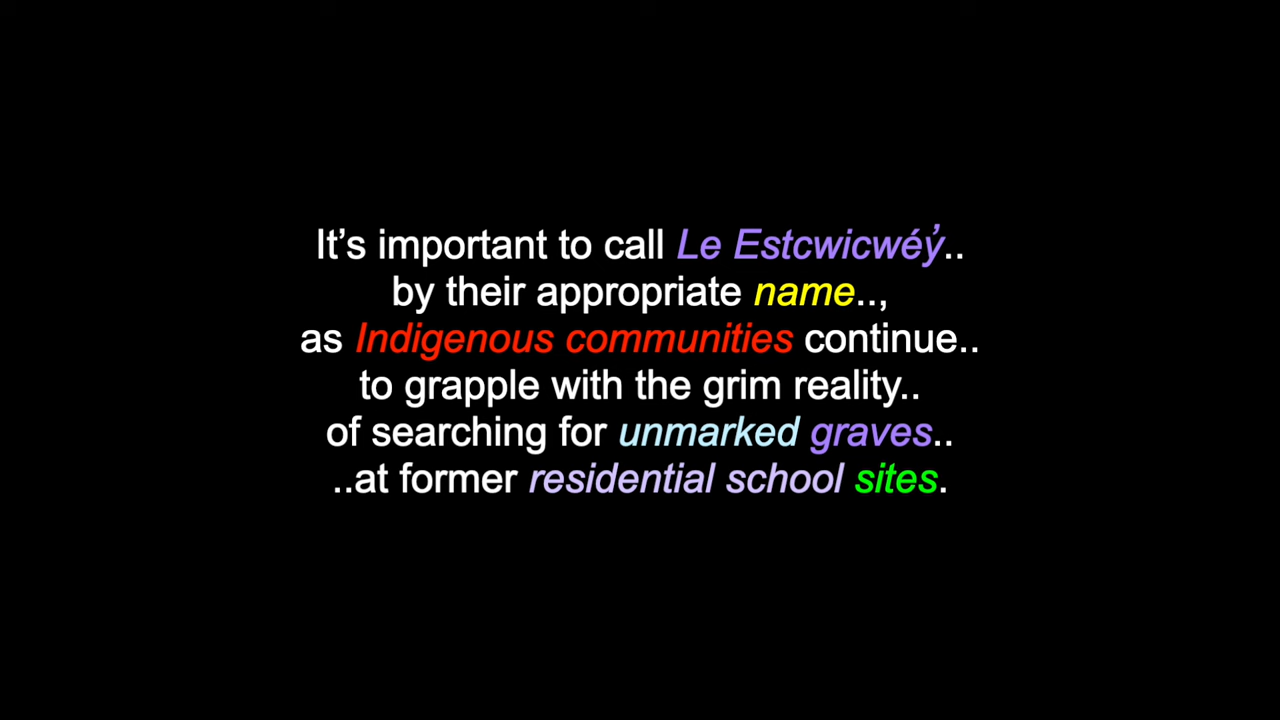 It’s important to call Le Estcwicwéy̓..
by their appropriate name..,
as Indigenous communities continue..
to grapple with the grim reality..
of searching for unmarked graves..
..at former residential school sites.